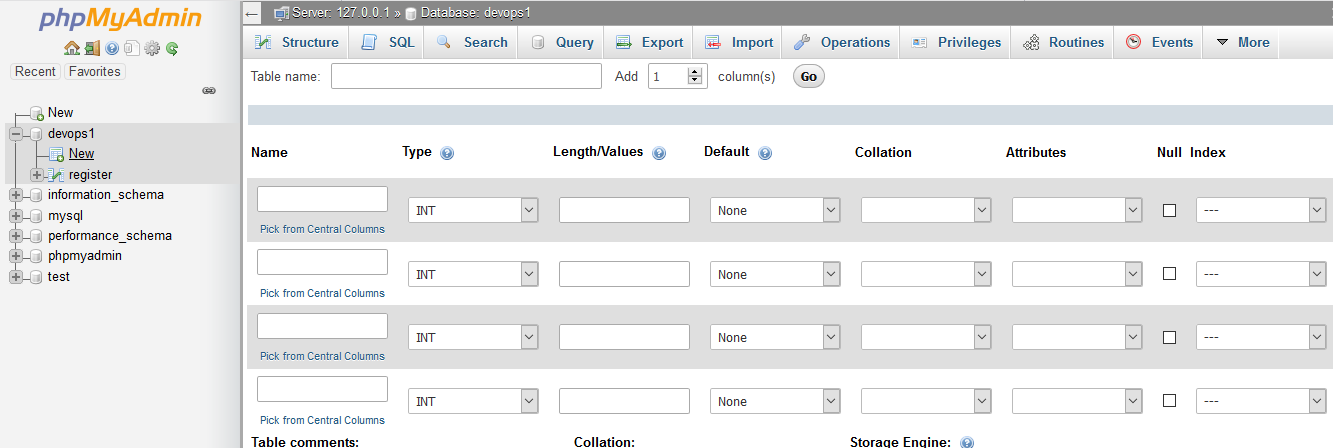 phpMyAdmin
Recent Favorites
New
devops1
New
register
information_schema
mysql
performance_schema
phpmyadmin
test
Server: 127.0.0.1 » Database: devops1
Structure SQL Search Query Export Import Operations Privileges Routines Events More
Table name: Add 1 column(s) Go
Name Type Length/Values Default Collation Attributes Null Index
INT None ---
Pick from Central Columns
INT None ---
Pick from Central Columns
INT None ---
Pick from Central Columns
INT None ---
Pick from Central Columns
Table comments: Collation: Storage Engine: